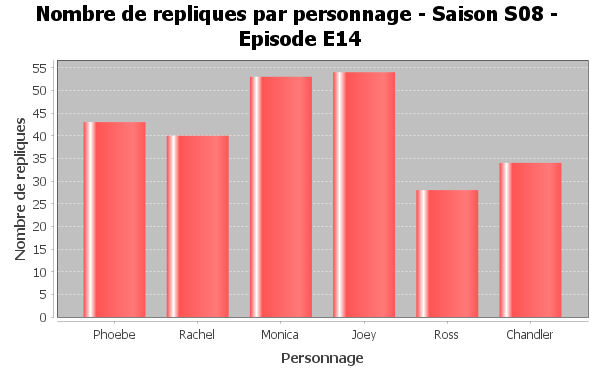 Nombre de repliques par personnage - Saison S08 -
Episode E14
Nombre de repliques
55
50
45
40
35
30
25
20
15
10
5
0
Phoebe Rachel Monica Joey Ross Chandler
Personnage